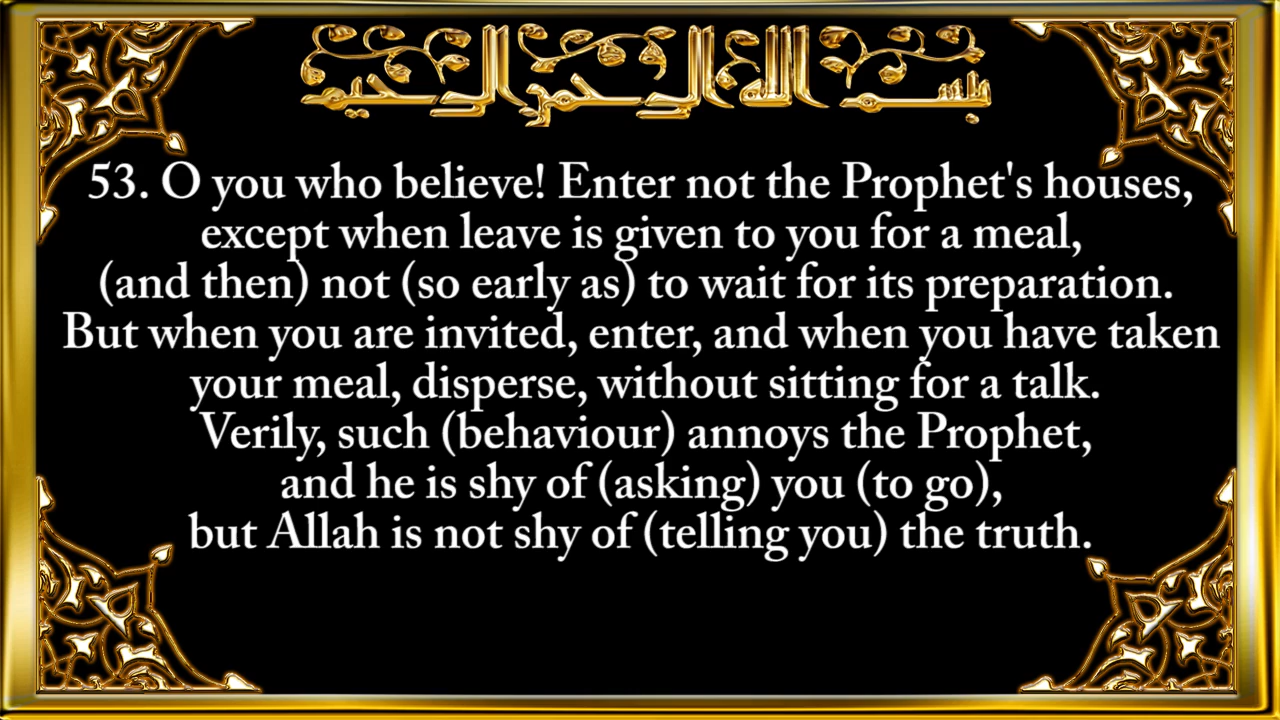 بسم الله الرحمن الرحيم
53. O you who believe! Enter not the Prophet's houses,
except when leave is given to you for a meal,
(and then) not (so early as) to wait for its preparation.
But when you are invited, enter, and when you have taken
your meal, disperse, without sitting for a talk.
Verily, such (behaviour) annoys the Prophet,
and he is shy of (asking) you (to go),
but Allah is not shy of (telling you) the truth.